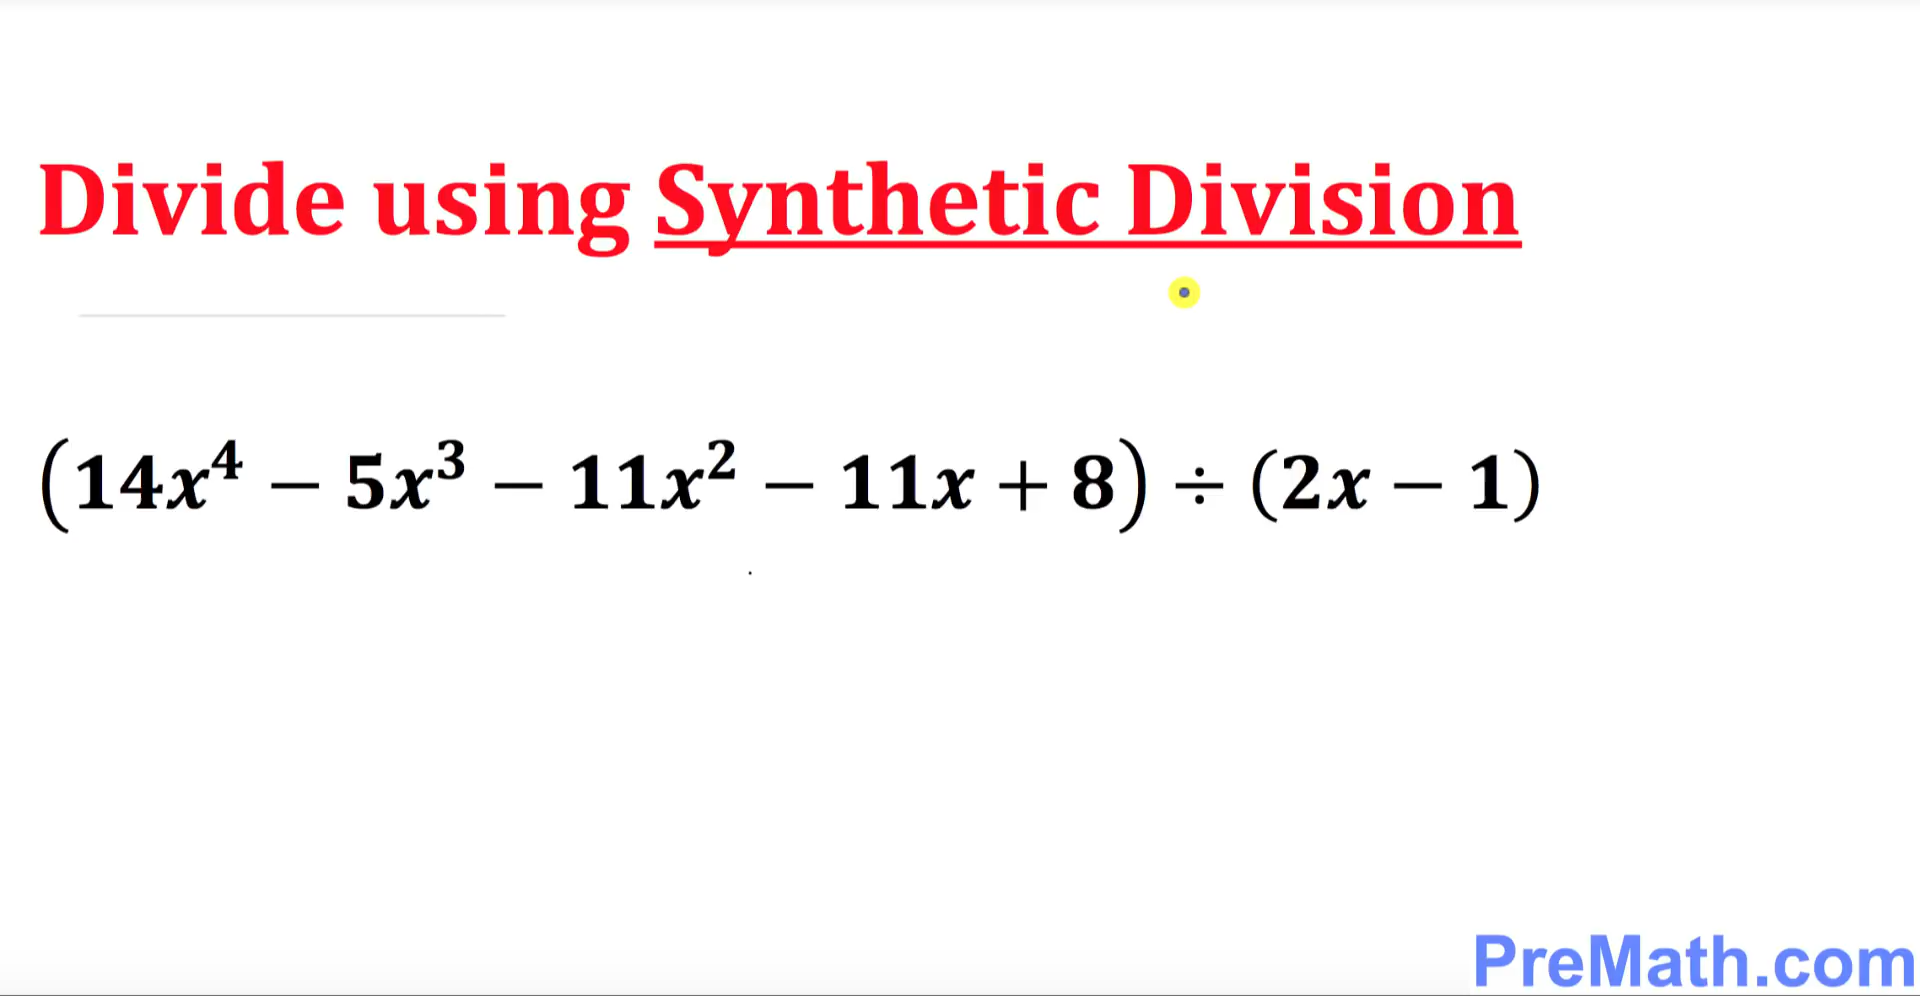 Divide using Synthetic Division
(14x⁴ − 5x³ − 11x² − 11x + 8) ÷ (2x − 1)
PreMath.com